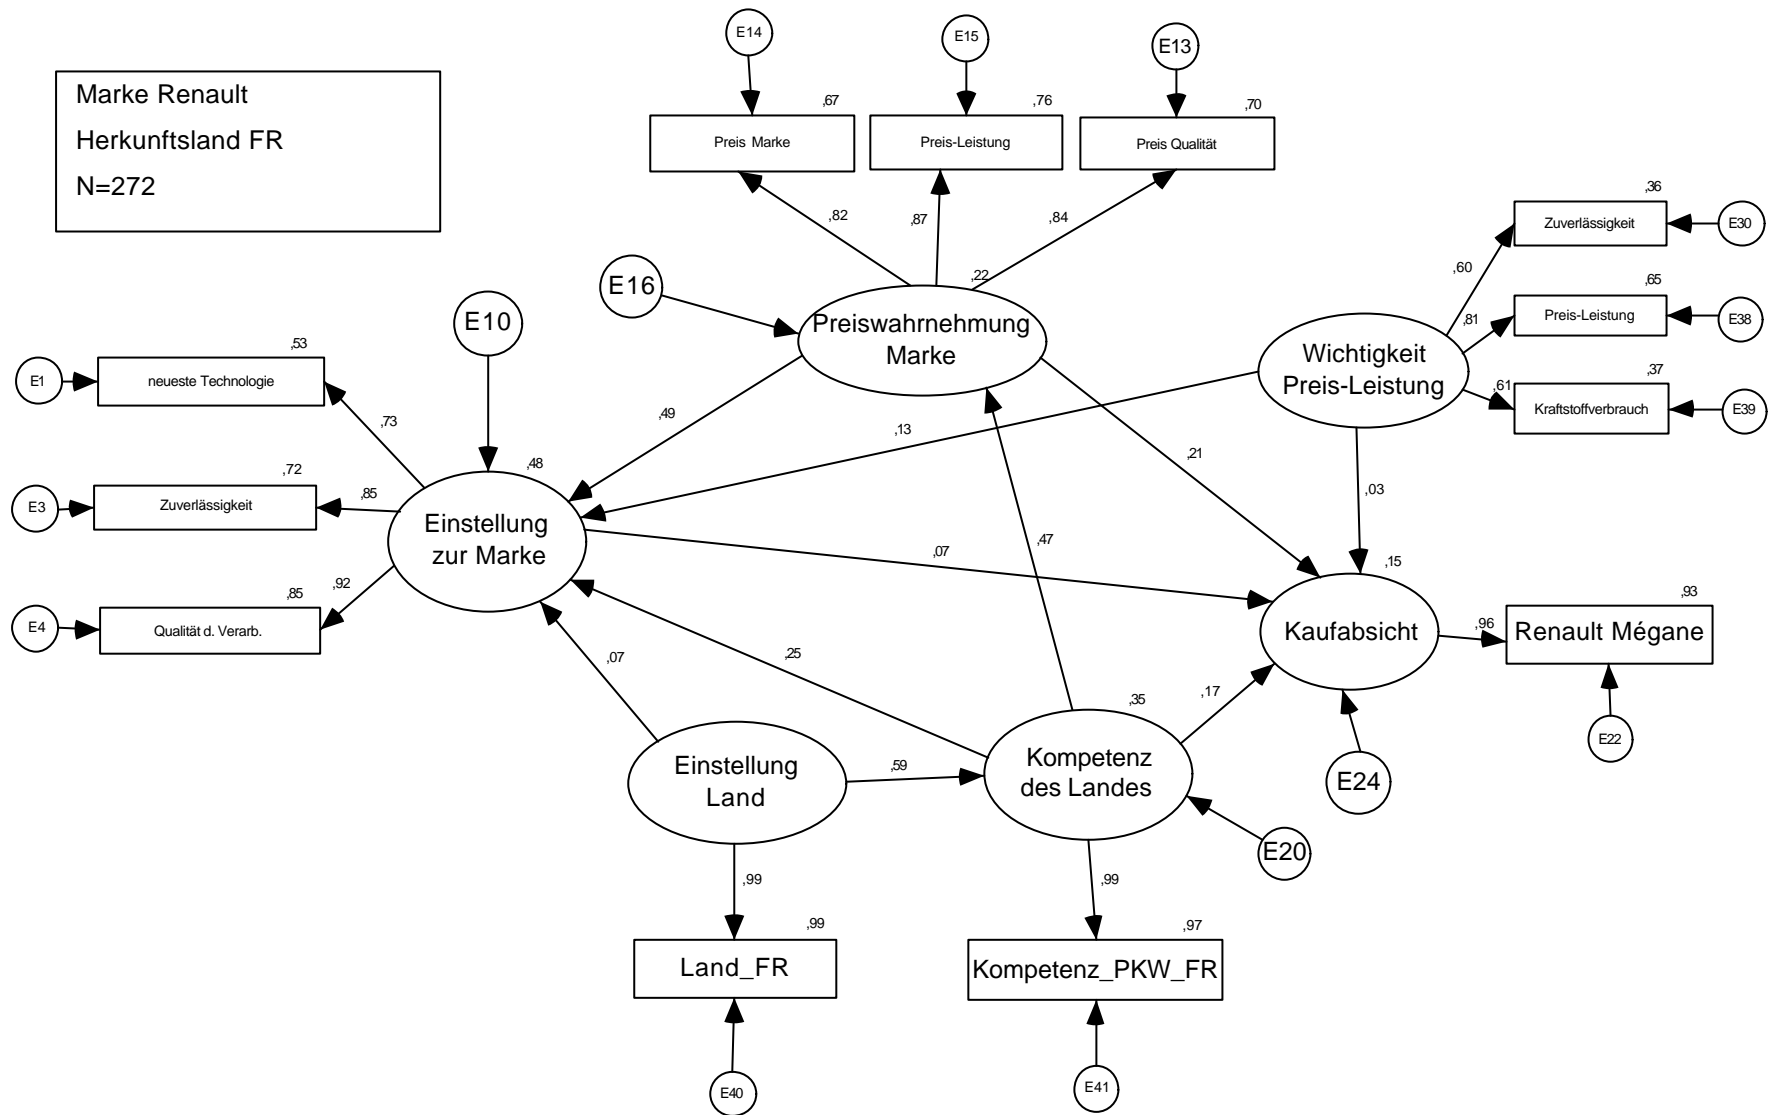 E14
E15
E13
Marke Renault
Herkunftsland FR
N=272
,67
,76
,70
Preis Marke
Preis-Leistung
Preis Qualität
,82
,87
,84
,36
Zuverlässigkeit
E30
,60
E16
,22
,65
E10
Preiswahrnehmung
Marke
,81
Preis-Leistung
E38
Wichtigkeit
Preis-Leistung
,53
E1
neueste Technologie
,37
,61
Kraftstoffverbrauch
E39
,73
,49
,13
,48
,21
,03
,72
E3
Zuverlässigkeit
,85
Einstellung
zur Marke
,07
,47
,15
,92
,85
E4
Qualität d. Verarb.
Kaufabsicht
,96
,93
Renault Mégane
,07
,25
,17
,35
E22
Einstellung
Land
,59
Kompetenz
des Landes
E24
E20
,99
,99
,99
,97
Land_FR
Kompetenz_PKW_FR
E40
E41